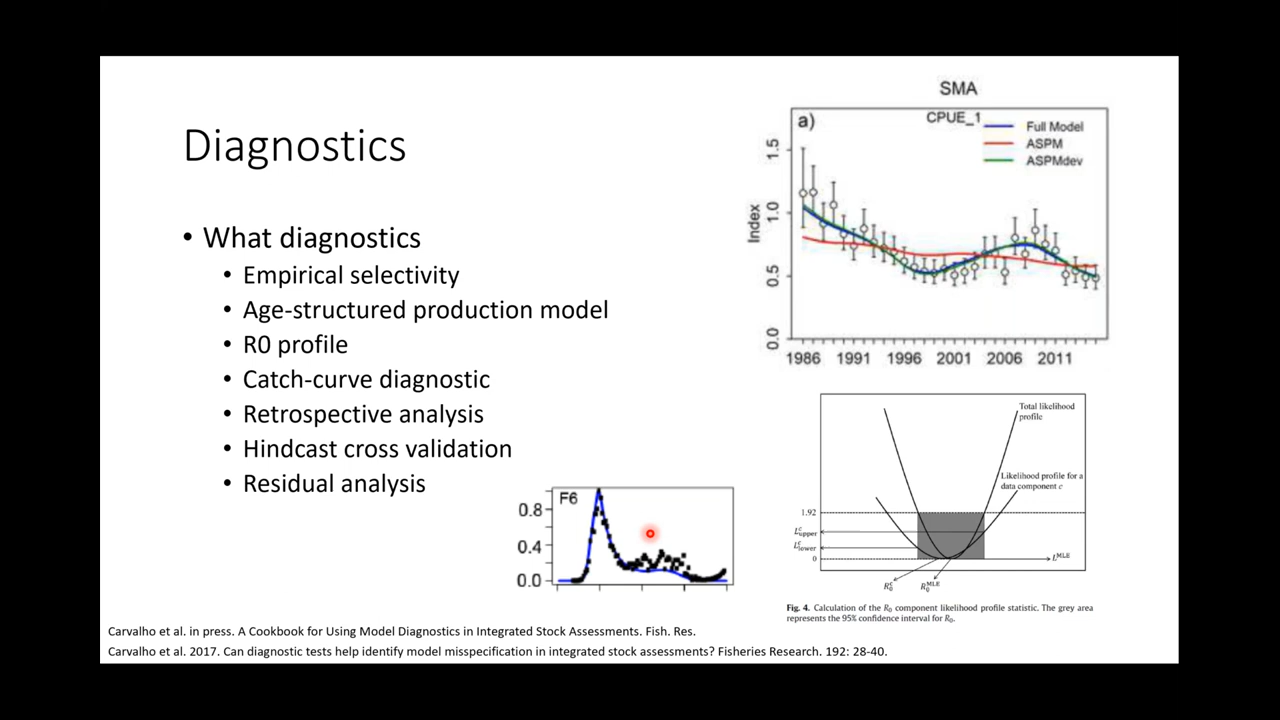 Diagnostics
• What diagnostics
• Empirical selectivity
• Age-structured production model
• R0 profile
• Catch-curve diagnostic
• Retrospective analysis
• Hindcast cross validation
• Residual analysis
SMA
a)
CPUE_1
Full Model
ASPM
ASPMdev
Index
1.5
1.0
0.5
0.0
1986 1991 1996 2001 2006 2011
Total likelihood
profile
Likelihood profile for a
data component c
1.92
L^c_upper
L^c_lower
0
L^MLE
R^c_0 R^MLE_0
Fig. 4. Calculation of the R0 component likelihood profile statistic. The grey area
represents the 95% confidence interval for R0.
F6
0.8
0.4
0.0
Carvalho et al. in press. A Cookbook for Using Model Diagnostics in Integrated Stock Assessments. Fish. Res.
Carvalho et al. 2017. Can diagnostic tests help identify model misspecification in integrated stock assessments? Fisheries Research. 192: 28-40.